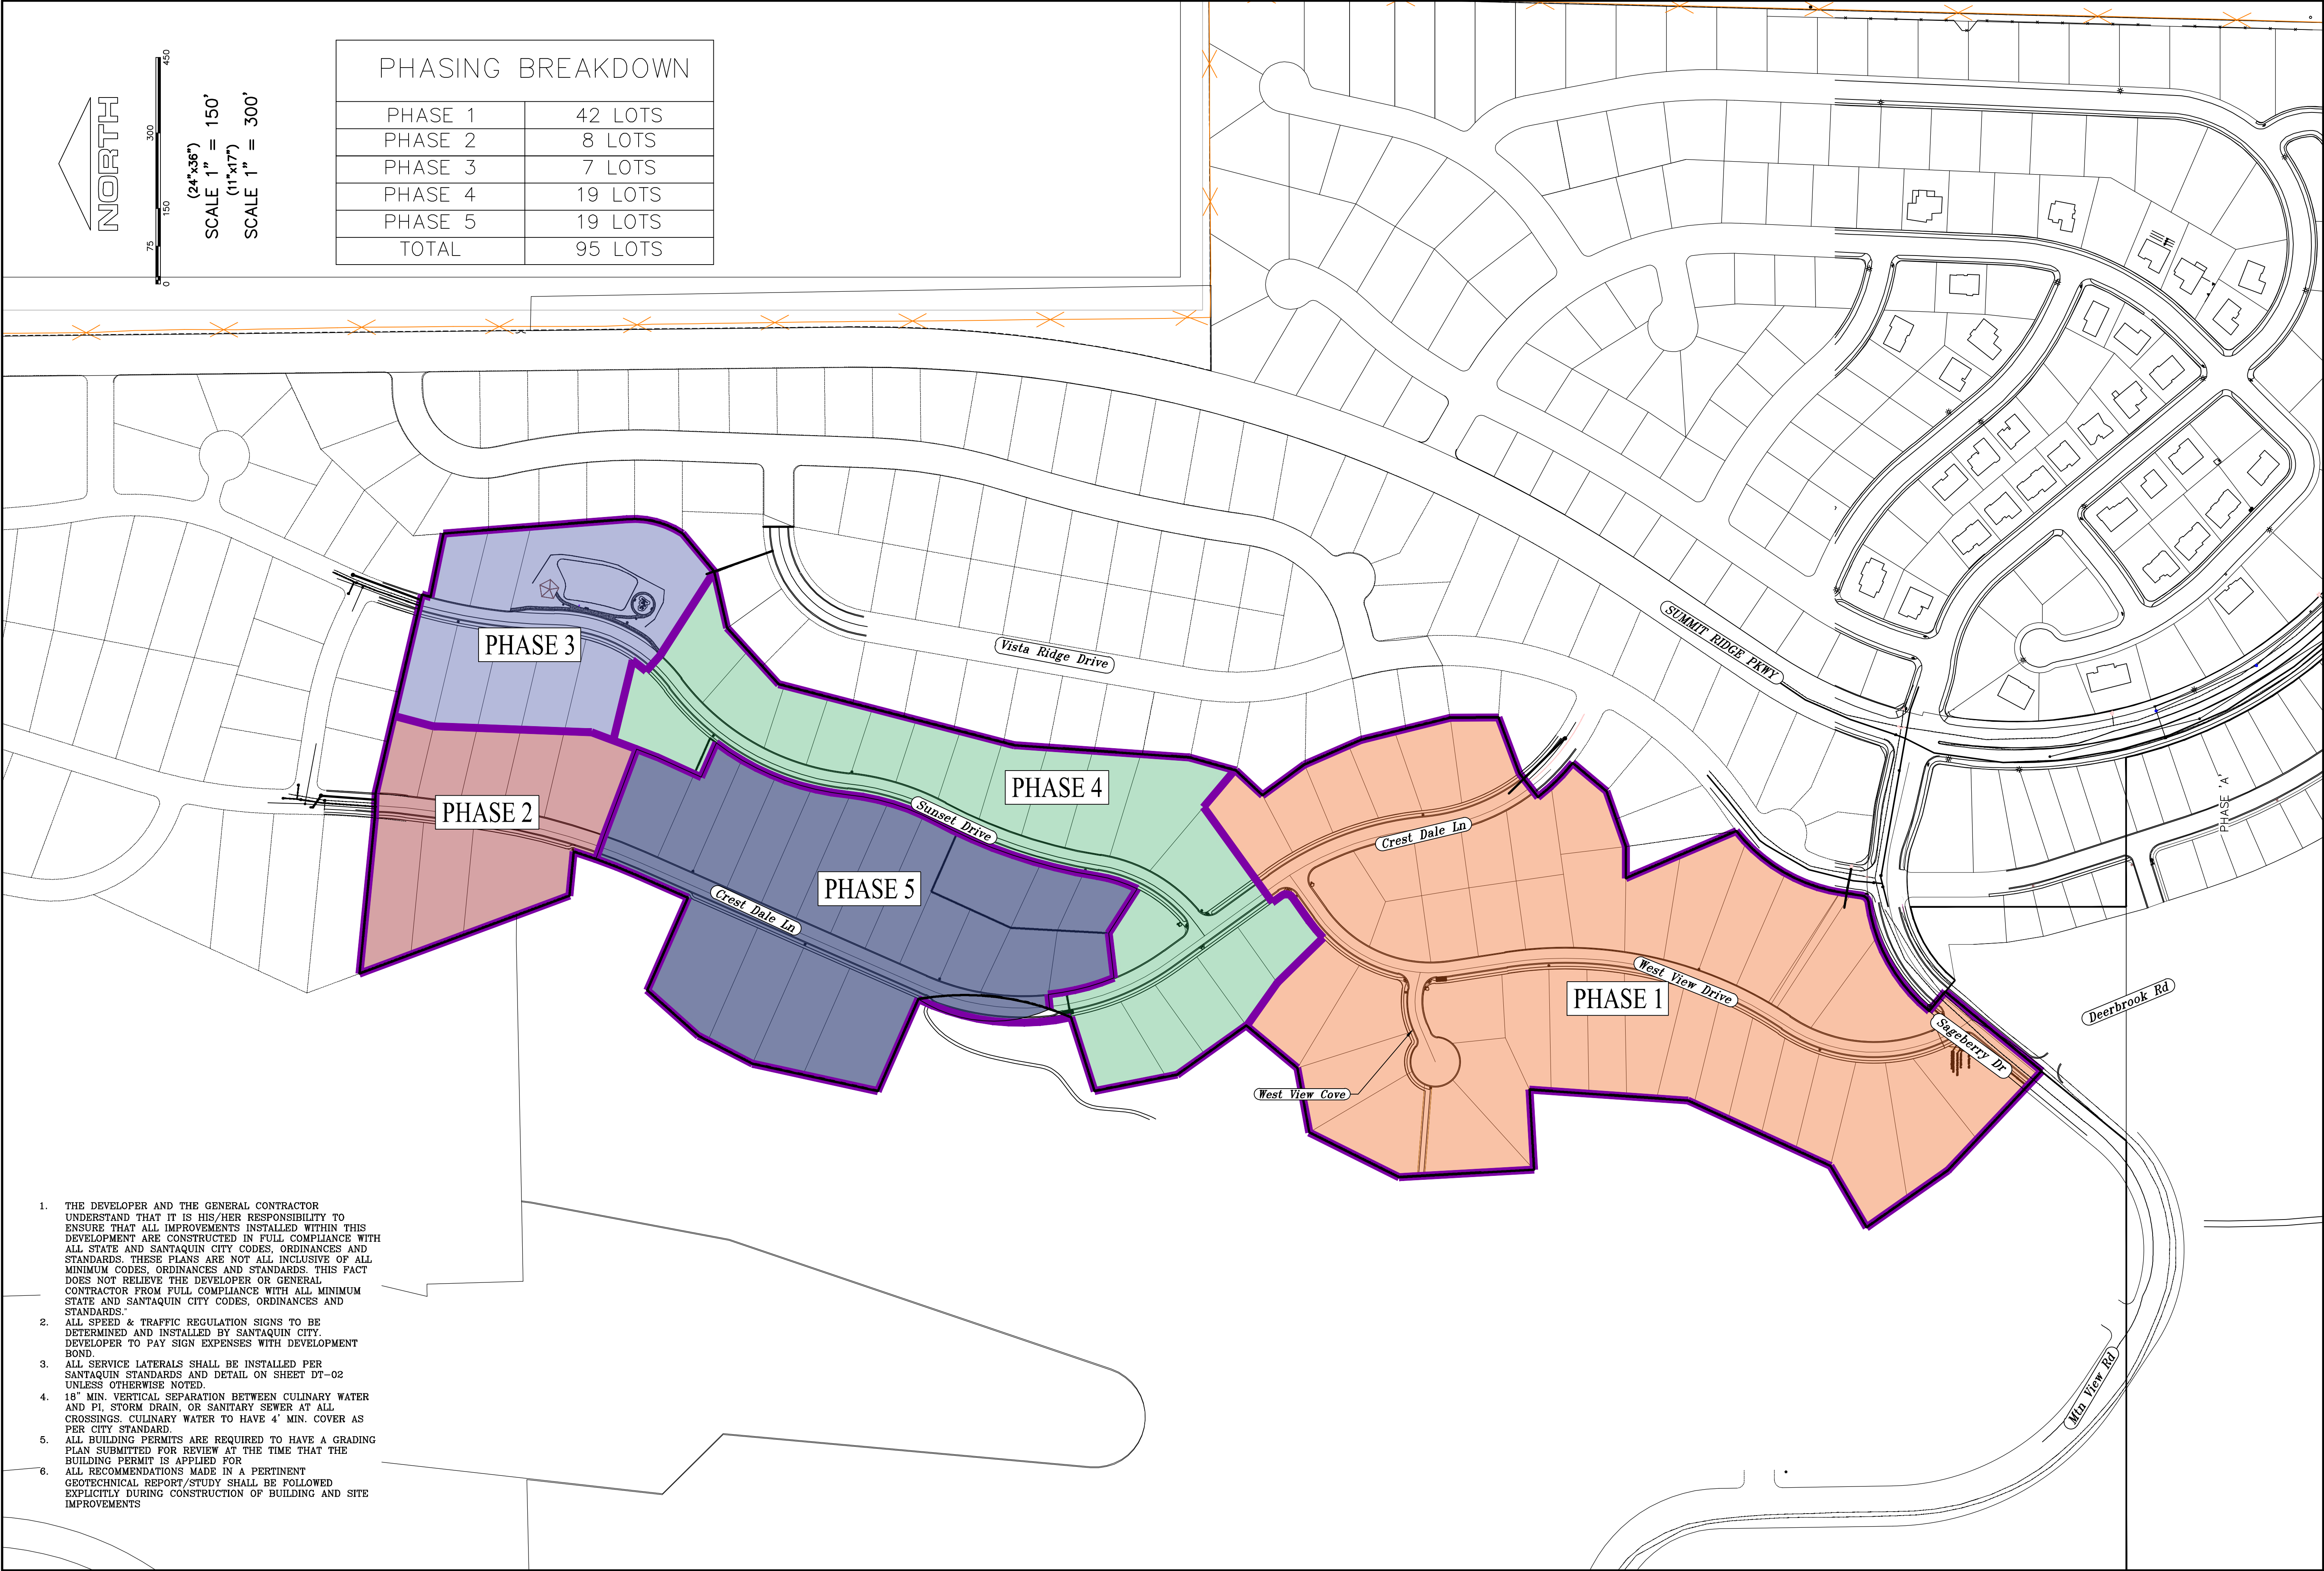 NORTH
450
300
150
75
0
(24"x36")
SCALE 1" = 150'
(11"x17")
SCALE 1" = 300'
PHASING BREAKDOWN
PHASE 1 42 LOTS
PHASE 2 8 LOTS
PHASE 3 7 LOTS
PHASE 4 19 LOTS
PHASE 5 19 LOTS
TOTAL 95 LOTS
PHASE 3
Vista Ridge Drive
SUMMIT RIDGE PKWY
PHASE 4
PHASE 2
Sunset Drive
Crest Dale Ln
PHASE 'A'
PHASE 5
Crest Dale Ln
West View Drive
PHASE 1
Deerbrook Rd
Sageberry Dr
West View Cove
Mtn View Rd
1. THE DEVELOPER AND THE GENERAL CONTRACTOR
UNDERSTAND THAT IT IS HIS/HER RESPONSIBILITY TO
ENSURE THAT ALL IMPROVEMENTS INSTALLED WITHIN THIS
DEVELOPMENT ARE CONSTRUCTED IN FULL COMPLIANCE WITH
ALL STATE AND SANTAQUIN CITY CODES, ORDINANCES AND
STANDARDS. THESE PLANS ARE NOT ALL INCLUSIVE OF ALL
MINIMUM CODES, ORDINANCES AND STANDARDS. THIS FACT
DOES NOT RELIEVE THE DEVELOPER OR GENERAL
CONTRACTOR FROM FULL COMPLIANCE WITH ALL MINIMUM
STATE AND SANTAQUIN CITY CODES, ORDINANCES AND
STANDARDS."
2. ALL SPEED & TRAFFIC REGULATION SIGNS TO BE
DETERMINED AND INSTALLED BY SANTAQUIN CITY.
DEVELOPER TO PAY SIGN EXPENSES WITH DEVELOPMENT
BOND.
3. ALL SERVICE LATERALS SHALL BE INSTALLED PER
SANTAQUIN STANDARDS AND DETAIL ON SHEET DT-02
UNLESS OTHERWISE NOTED.
4. 18" MIN. VERTICAL SEPARATION BETWEEN CULINARY WATER
AND PI, STORM DRAIN, OR SANITARY SEWER AT ALL
CROSSINGS. CULINARY WATER TO HAVE 4' MIN. COVER AS
PER CITY STANDARD.
5. ALL BUILDING PERMITS ARE REQUIRED TO HAVE A GRADING
PLAN SUBMITTED FOR REVIEW AT THE TIME THAT THE
BUILDING PERMIT IS APPLIED FOR
6. ALL RECOMMENDATIONS MADE IN A PERTINENT
GEOTECHNICAL REPORT/STUDY SHALL BE FOLLOWED
EXPLICITLY DURING CONSTRUCTION OF BUILDING AND SITE
IMPROVEMENTS